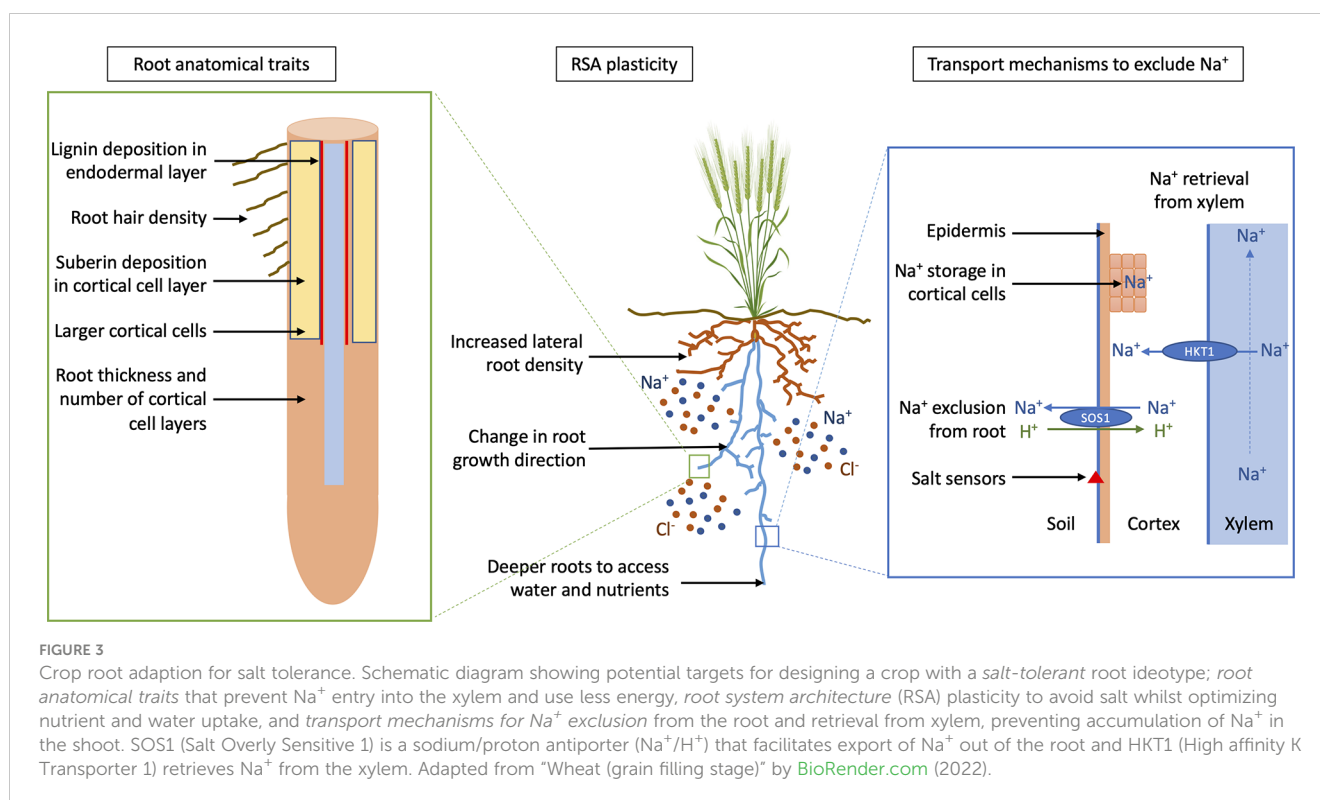 Root anatomical traits
RSA plasticity
Transport mechanisms to exclude Na⁺
Lignin deposition in
endodermal layer
Root hair density
Suberin deposition
in cortical cell layer
Larger cortical cells
Root thickness and
number of cortical
cell layers
Increased lateral
root density
Na⁺
Na⁺
Change in root
growth direction
Cl⁻
Cl⁻
Deeper roots to access
water and nutrients
Na⁺ retrieval
from xylem
Epidermis
Na⁺
Na⁺ storage in
cortical cells
Na⁺
Na⁺
HKT1
Na⁺
Na⁺ exclusion
from root
Na⁺
SOS1
Na⁺
H⁺
H⁺
Salt sensors
Na⁺
Soil
Cortex
Xylem
FIGURE 3
Crop root adaption for salt tolerance. Schematic diagram showing potential targets for designing a crop with a salt-tolerant root ideotype; root
anatomical traits that prevent Na⁺ entry into the xylem and use less energy, root system architecture (RSA) plasticity to avoid salt whilst optimizing
nutrient and water uptake, and transport mechanisms for Na⁺ exclusion from the root and retrieval from xylem, preventing accumulation of Na⁺ in
the shoot. SOS1 (Salt Overly Sensitive 1) is a sodium/proton antiporter (Na⁺/H⁺) that facilitates export of Na⁺ out of the root and HKT1 (High affinity K
Transporter 1) retrieves Na⁺ from the xylem. Adapted from "Wheat (grain filling stage)" by BioRender.com (2022).